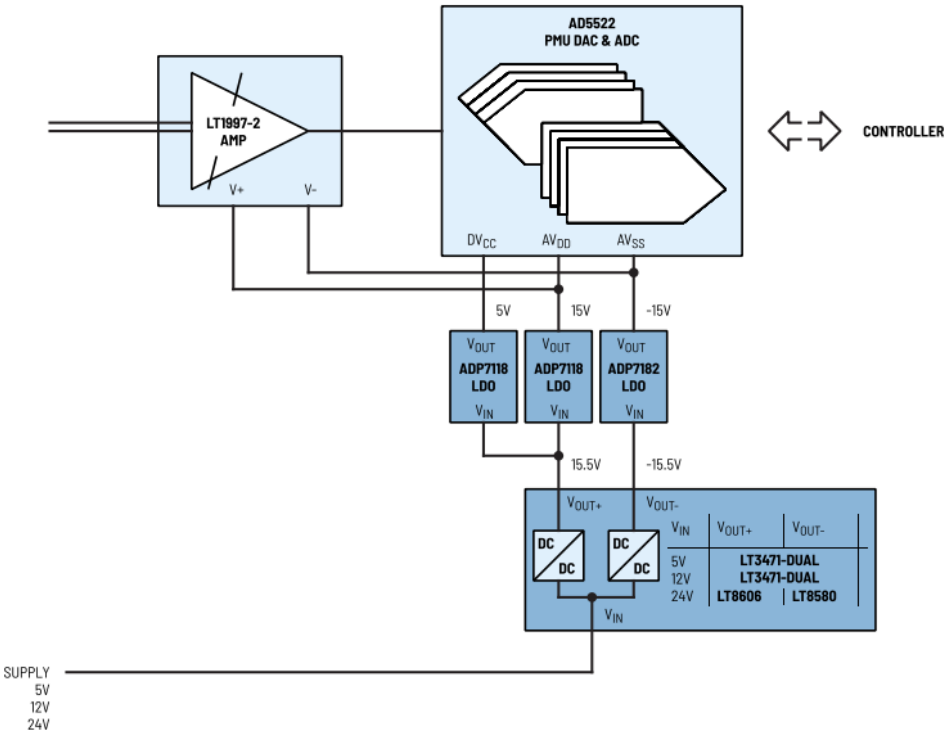 AD5522
PMU DAC & ADC
LT1997-2
AMP
V+ V-
CONTROLLER
DVCC AVDD AVSS
5V 15V -15V
VOUT VOUT VOUT
ADP7118 ADP7118 ADP7182
LDO LDO LDO
VIN VIN VIN
15.5V -15.5V
VOUT+ VOUT-
VIN VOUT+ VOUT-
DC DC
DC DC
5V LT3471-DUAL
12V LT3471-DUAL
24V LT8606 LT8580
VIN
SUPPLY
5V
12V
24V